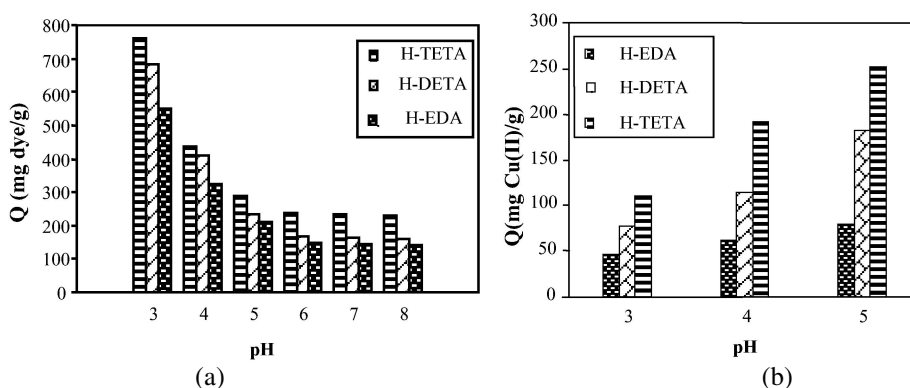 800
700
600
500
400
300
200
100
0
Q (mg dye/g)
H-TETA
H-DETA
H-EDA
3 4 5 6 7 8
pH
(a)
300
250
200
150
100
50
0
Q(mg Cu(II)/g)
H-EDA
H-DETA
H-TETA
3 4 5
pH
(b)